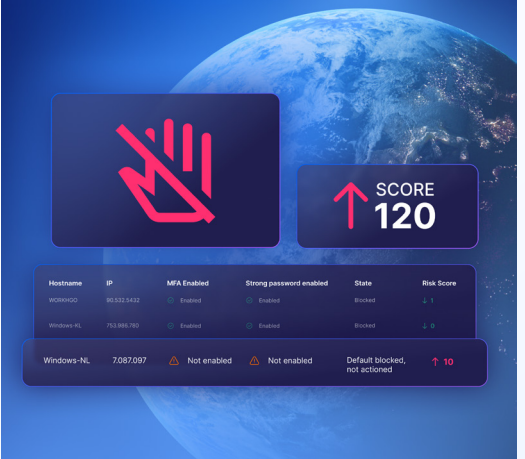 SCORE
120
Hostname IP MFA Enabled Strong password enabled State Risk Score
WORKHGO 90.532.5432 Enabled Enabled Blocked ↓ 1
Windows-KL 753.986.760 Enabled Enabled Blocked ↓ 0
Windows-NL 7.087.097 Not enabled Not enabled Default blocked, ↑ 10
not actioned